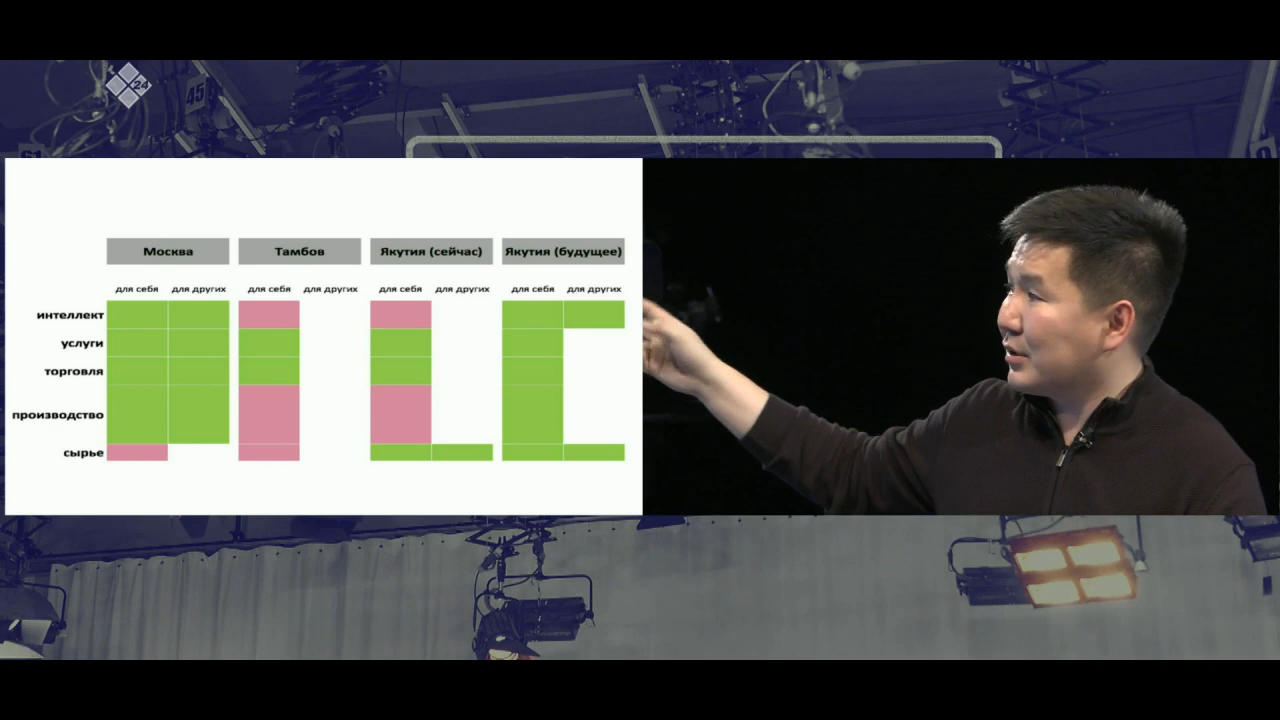 24
45
61
Москва Тамбов Якутия (сейчас) Якутия (будущее)
для себя для других для себя для других для себя для других для себя для других
интеллект
услуги
торговля
производство
сырье